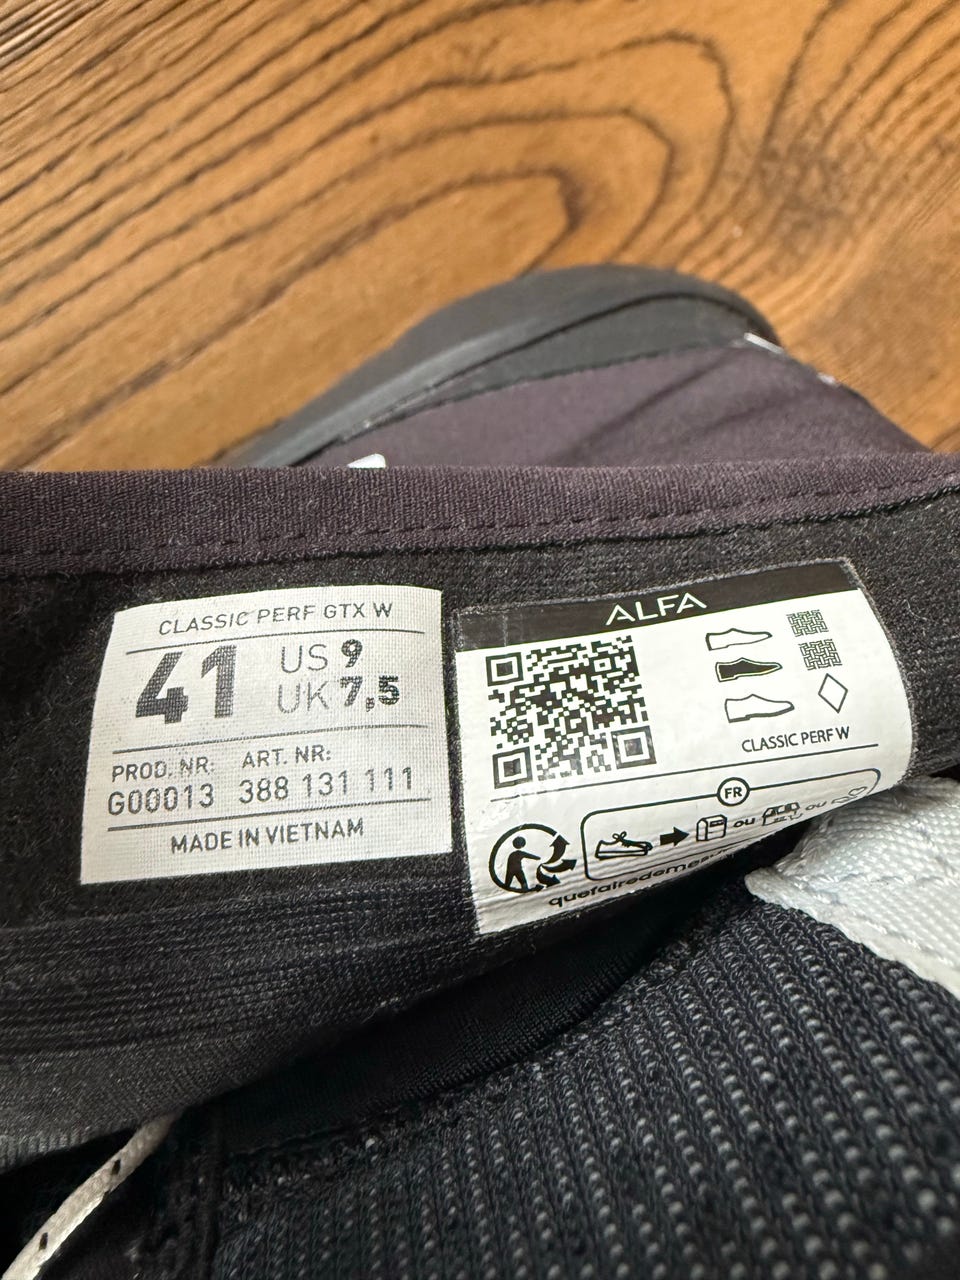 CLASSIC PERF GTX W
41
US 9
UK 7,5
PROD. NR: ART. NR:
G00013 388 131 111
MADE IN VIETNAM
ALFA
CLASSIC PERF W
FR
ou ou